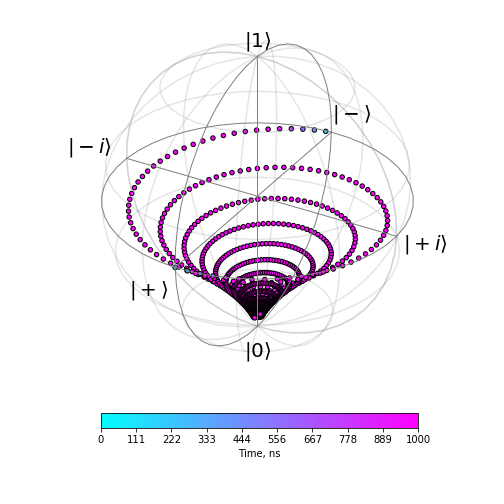 |1⟩
|−⟩
|−i⟩
|+i⟩
|+⟩
|0⟩
0 111 222 333 444 556 667 778 889 1000
Time, ns